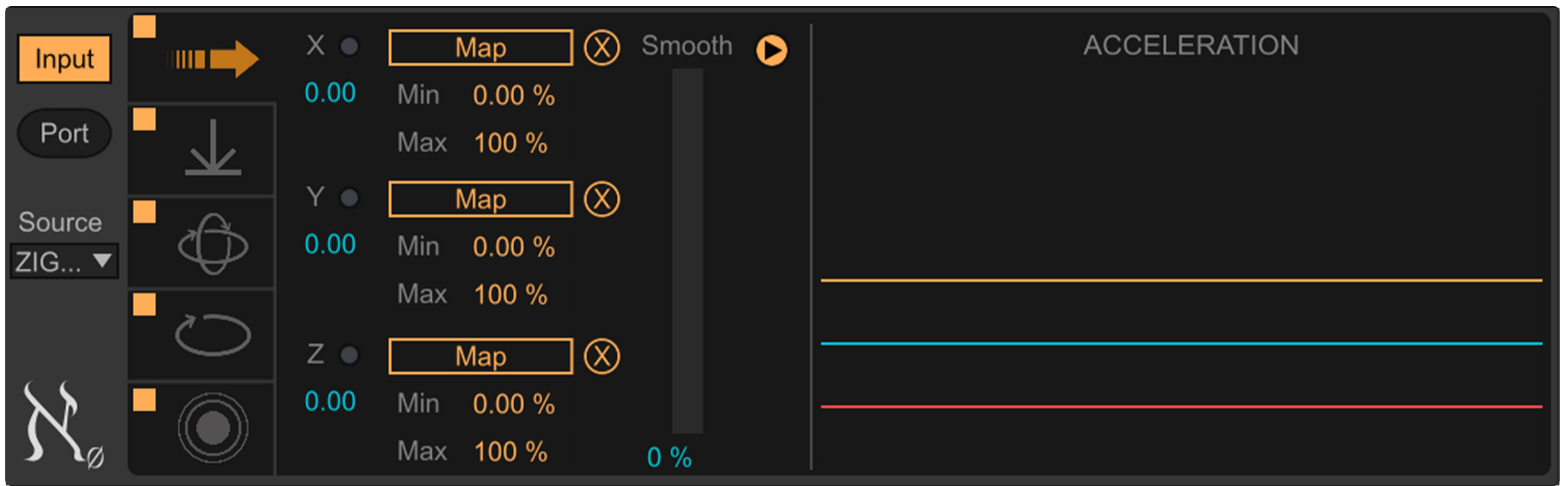 Input
Port
Source
ZIG...
X
Map
X
0.00
Min
0.00 %
Max
100 %
Y
Map
X
0.00
Min
0.00 %
Max
100 %
Z
Map
X
0.00
Min
0.00 %
Max
100 %
Smooth
0 %
ACCELERATION
ℵ0